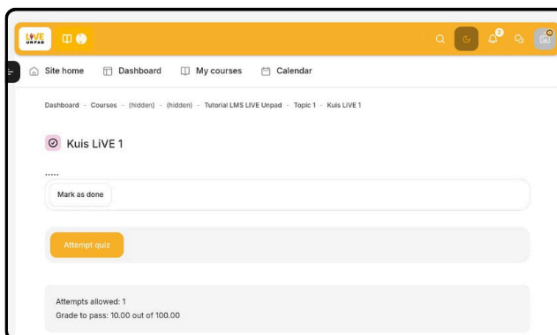 LiVE
UNPAD
2
Site home Dashboard My courses Calendar
Dashboard - Courses - (hidden) - (hidden) - Tutorial LMS LIVE Unpad - Topic 1 - Kuis LiVE 1
Kuis LiVE 1
.....
Mark as done
Attempt quiz
Attempts allowed: 1
Grade to pass: 10.00 out of 100.00